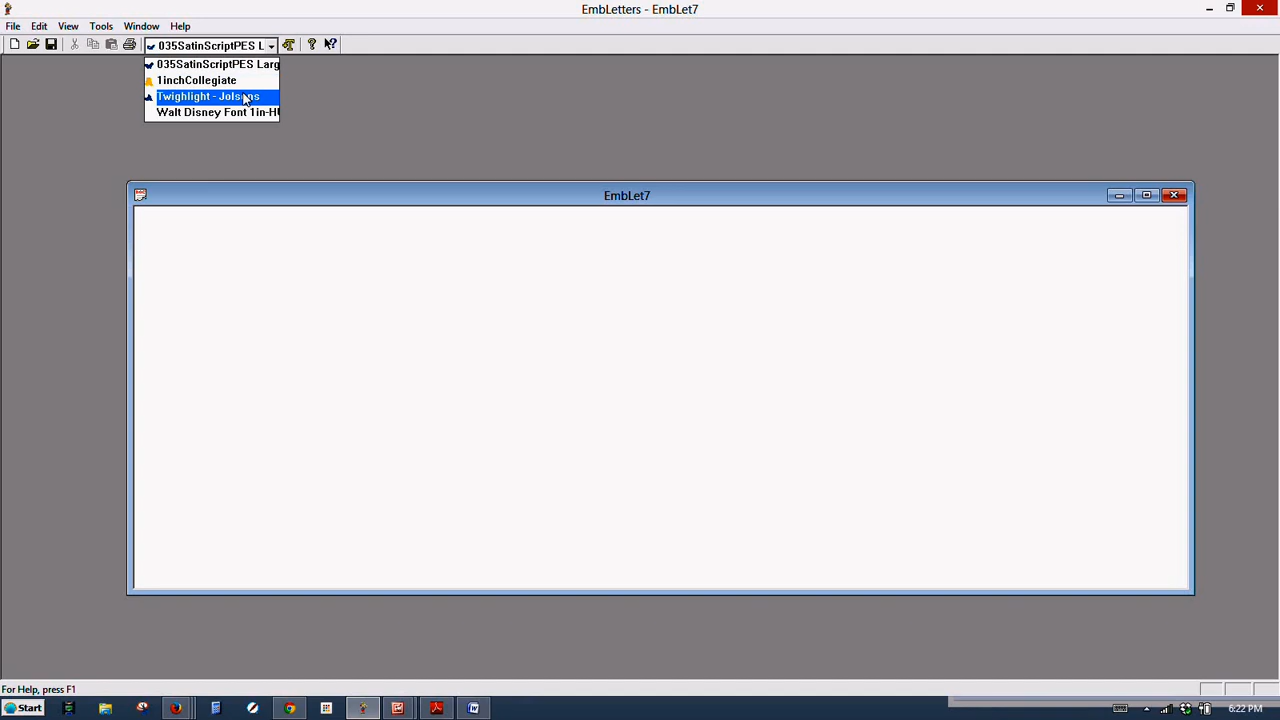 EmbLetters - EmbLet7
File Edit View Tools Window Help
035SatinScriptPES L
035SatinScriptPES Larg
1inchCollegiate
Twighlight - Jolsons
Walt Disney Font 1in-H
EmbLet7
For Help, press F1
Start
6:22 PM